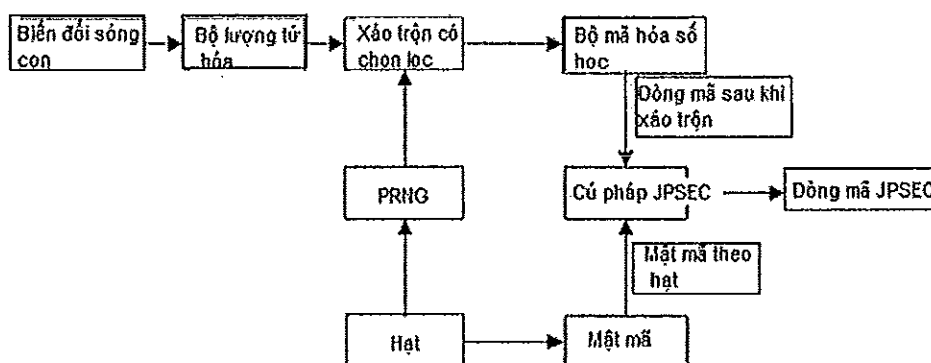 Biến đổi sóng
con
Bộ lượng tử
hóa
Xáo trộn có
chọn lọc
Bộ mã hóa số
học
Dòng mã sau khi
xáo trộn
PRNG
Cú pháp JPSEC
Dòng mã JPSEC
Mật mã theo
hạt
Hạt
Mật mã